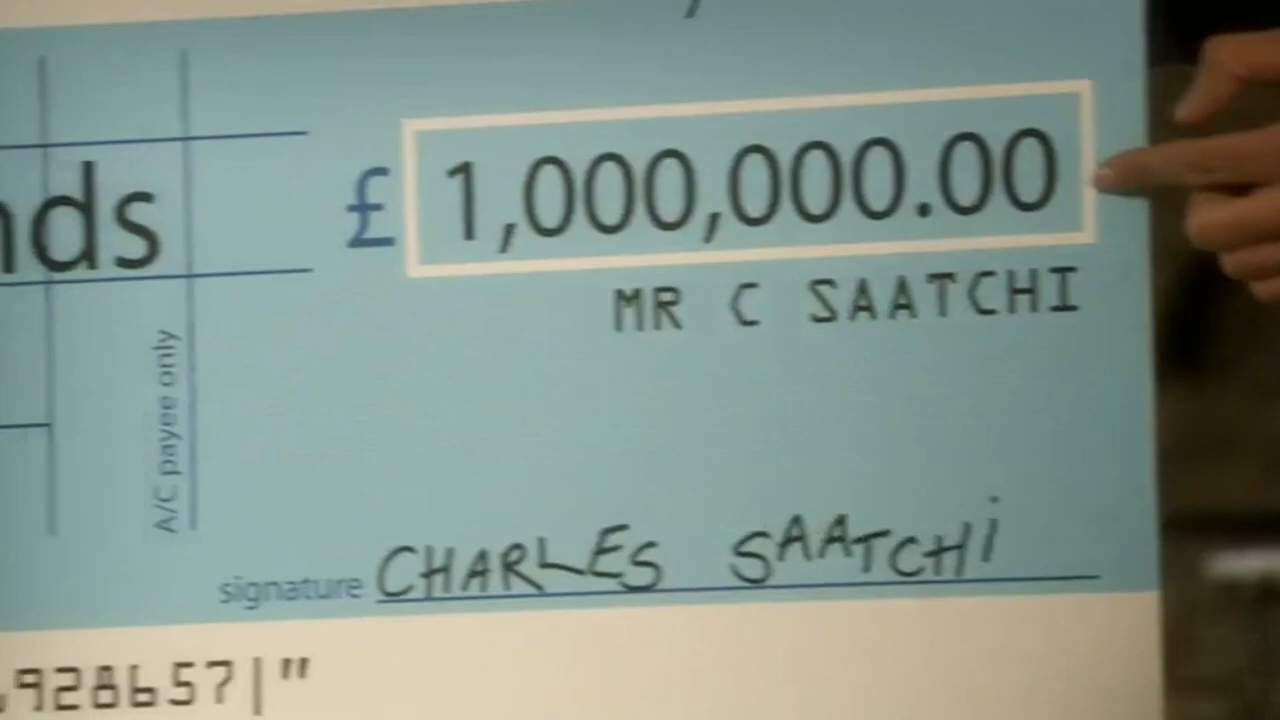 nds
£ 1,000,000.00
MR C SAATCHI
A/C payee only
signature CHARLES SAATCHi
928657|"